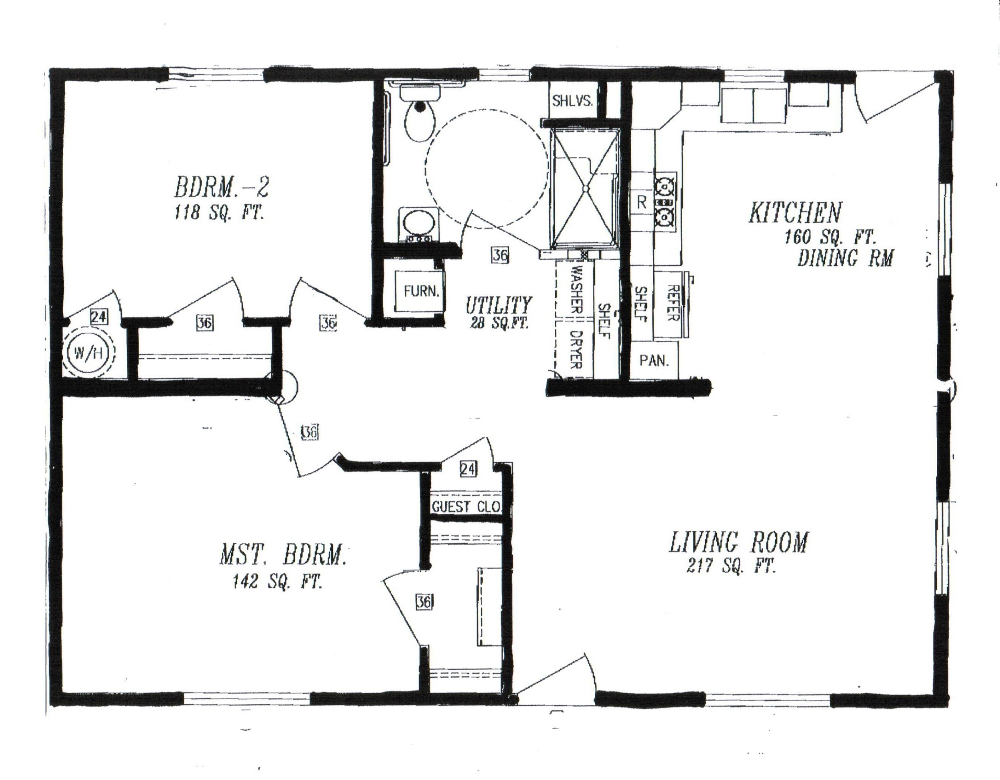 SHLVS.
BDRM.-2
118 SQ. FT.
R
KITCHEN
160 SQ. FT.
DINING RM
36
FURN.
UTILITY
28 SQ.FT.
WASHER
DRYER
SHELF
SHELF
REFER
24
36
36
W/H
PAN.
36
24
GUEST CLO.
MST. BDRM.
142 SQ. FT.
LIVING ROOM
217 SQ. FT.
36